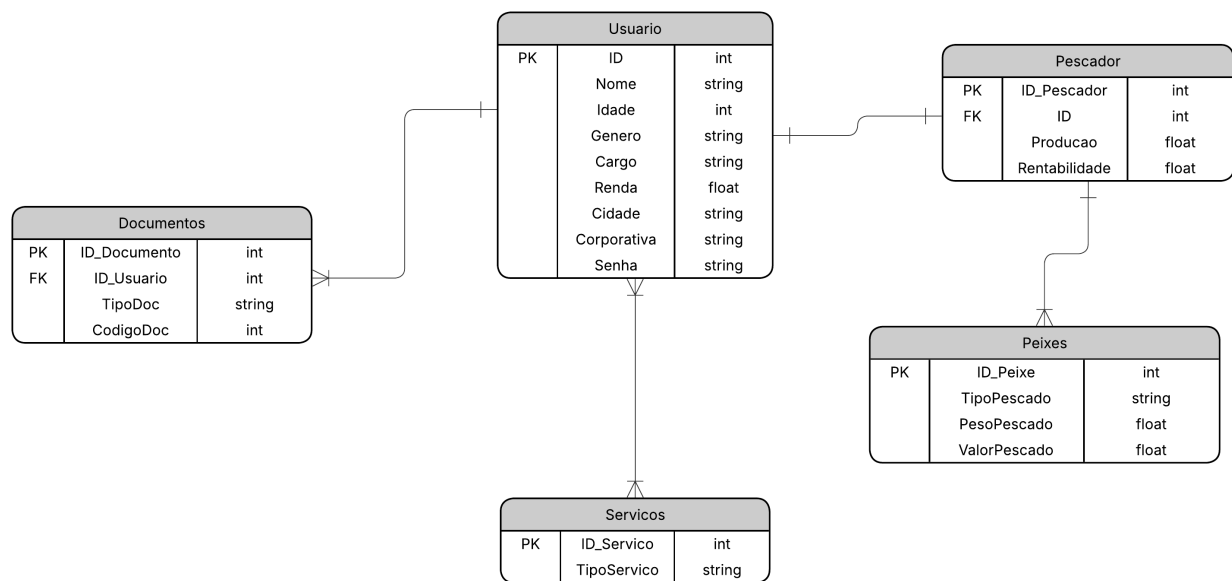 Usuario
PK ID int
Nome string
Idade int
Genero string
Cargo string
Renda float
Cidade string
Corporativa string
Senha string
Pescador
PK ID_Pescador int
FK ID int
Producao float
Rentabilidade float
Documentos
PK ID_Documento int
FK ID_Usuario int
TipoDoc string
CodigoDoc int
Peixes
PK ID_Peixe int
TipoPescado string
PesoPescado float
ValorPescado float
Servicos
PK ID_Servico int
TipoServico string